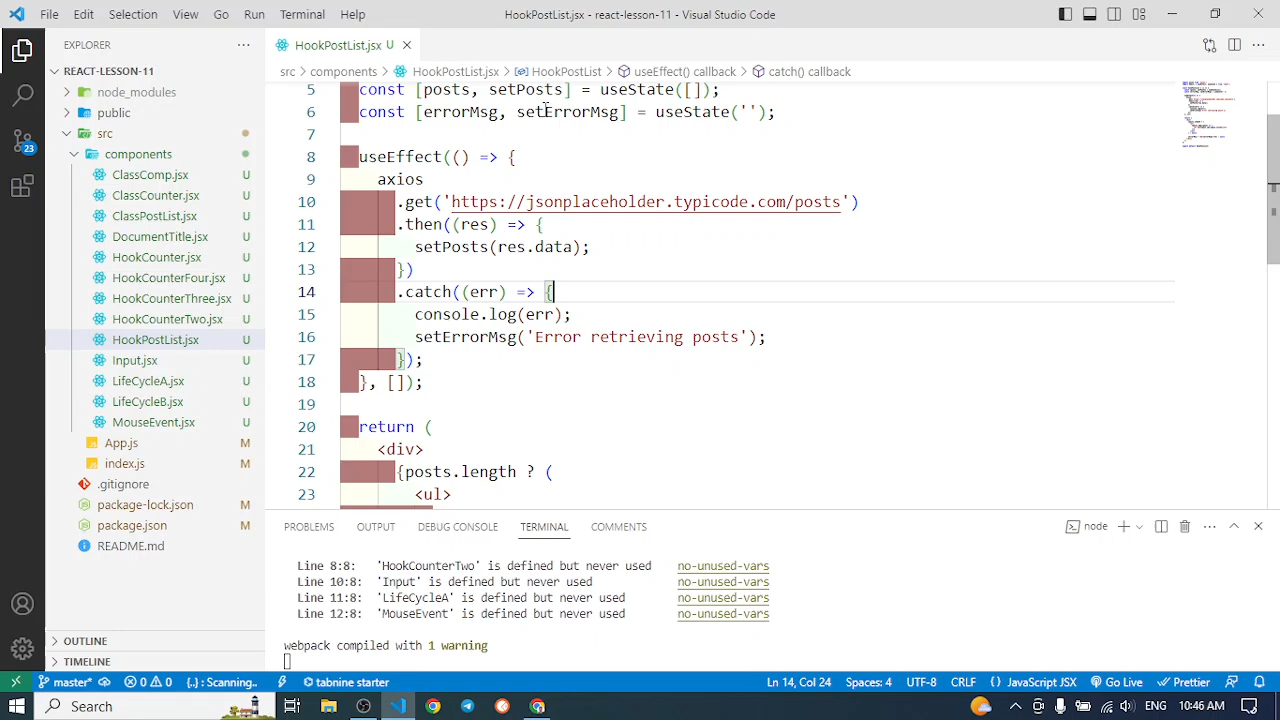 File Edit Selection View Go Run ··· HookPostList.jsx - react-lesson-11 - Visual Studio Code
EXPLORER
HookPostList.jsx U
REACT-LESSON-11
src > components > HookPostList.jsx > HookPostList > useEffect() callback > catch() callback
node_modules
public
src
components
ClassComp.jsx U
ClassCounter.jsx U
ClassPostList.jsx U
DocumentTitle.jsx U
HookCounter.jsx U
HookCounterFour.jsx U
HookCounterThree.jsx U
HookCounterTwo.jsx U
HookPostList.jsx U
Input.jsx U
LifeCycleA.jsx U
LifeCycleB.jsx U
MouseEvent.jsx U
App.js M
index.js M
.gitignore
package-lock.json M
package.json M
README.md
OUTLINE
TIMELINE
23
5 const [posts, setPosts] = useState([]);
6 const [errorMsg, setErrorMsg] = useState('');
7
8 useEffect(() => {
9 axios
10 .get('https://jsonplaceholder.typicode.com/posts')
11 .then((res) => {
12 setPosts(res.data);
13 })
14 .catch((err) => {
15 console.log(err);
16 setErrorMsg('Error retrieving posts');
17 });
18 }, []);
19
20 return (
21 <div>
22 {posts.length ? (
23 <ul>
PROBLEMS OUTPUT DEBUG CONSOLE TERMINAL COMMENTS node
Line 8:8: 'HookCounterTwo' is defined but never used no-unused-vars
Line 10:8: 'Input' is defined but never used no-unused-vars
Line 11:8: 'LifeCycleA' is defined but never used no-unused-vars
Line 12:8: 'MouseEvent' is defined but never used no-unused-vars
webpack compiled with 1 warning
master* 0 0 {..} : Scanning.. tabnine starter Ln 14, Col 24 Spaces: 4 UTF-8 CRLF {} JavaScript JSX Go Live Prettier
Search ENG 10:46 AM